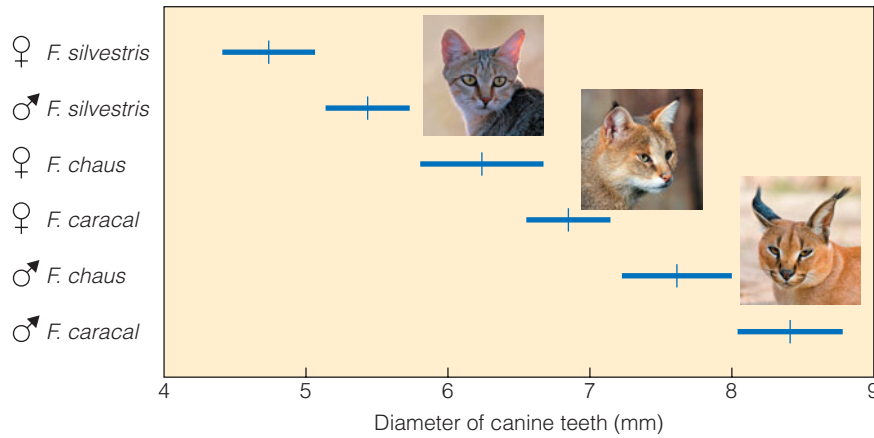 ♀ F. silvestris
♂ F. silvestris
♀ F. chaus
♀ F. caracal
♂ F. chaus
♂ F. caracal
4 5 6 7 8 9
Diameter of canine teeth (mm)